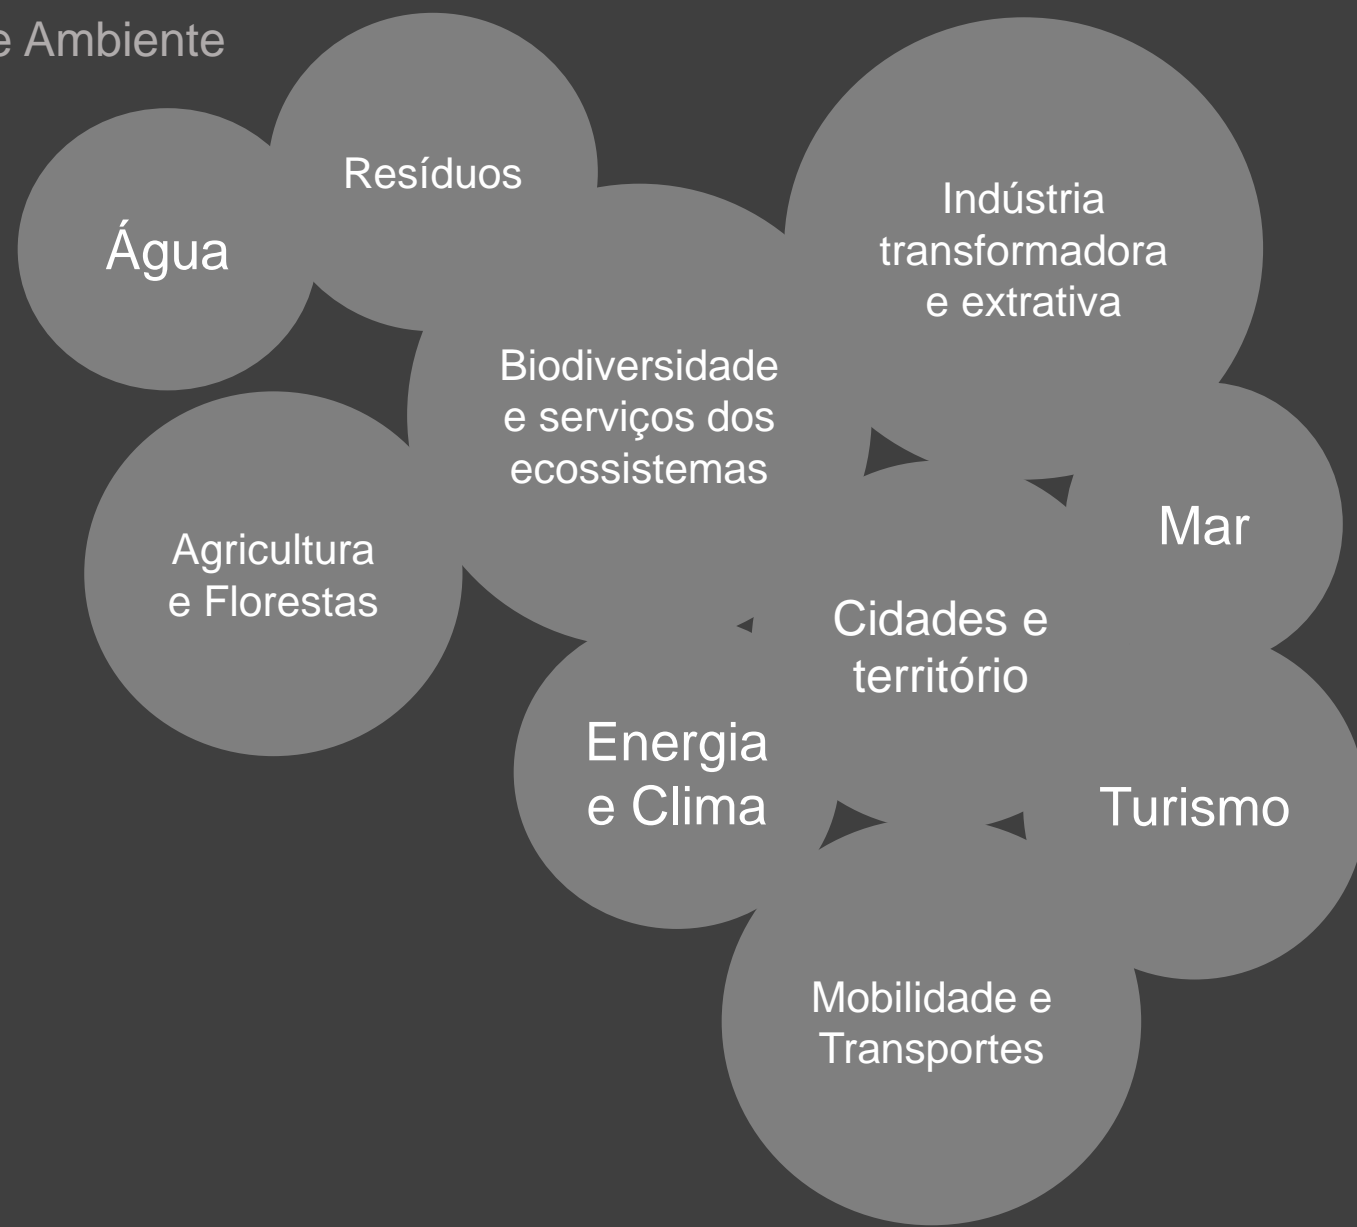 e Ambiente
Resíduos
Água
Indústria
transformadora
e extrativa
Biodiversidade
e serviços dos
ecossistemas
Mar
Agricultura
e Florestas
Cidades e
território
Energia
e Clima
Turismo
Mobilidade e
Transportes